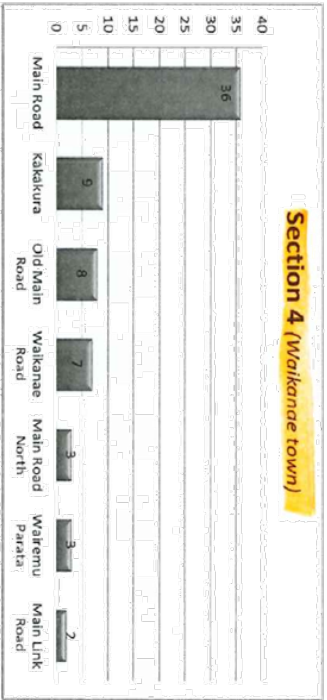 Section 4 (Waikanae town)
40
35
30
25
20
15
10
5
0
36
9
8
7
3
3
2
Main Road
Kakakura
Old Main
Road
Waikanae
Road
Main Road
North
Wairemu
Parata
Main Link
Road